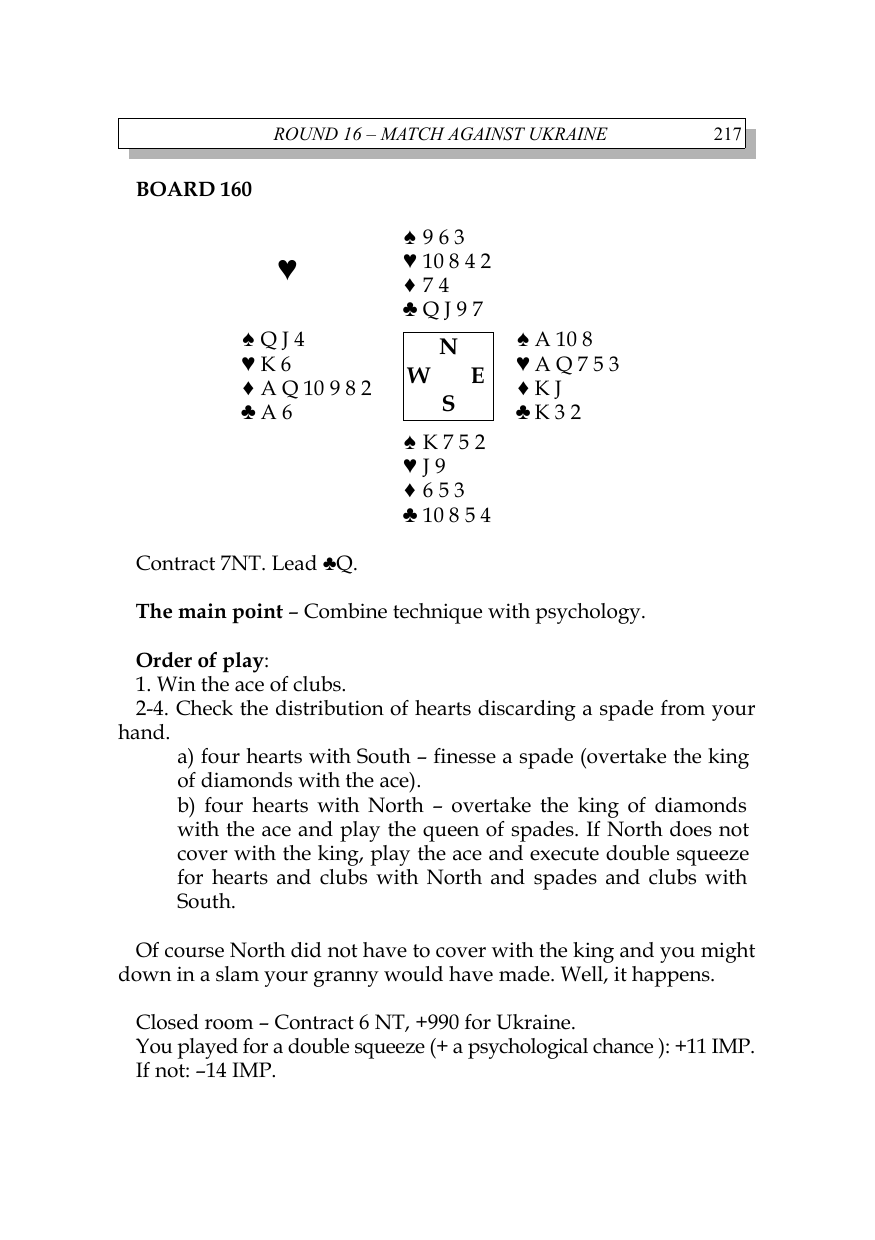 ROUND 16 – MATCH AGAINST UKRAINE 217
BOARD 160
♠ 9 6 3
♥
♥ 10 8 4 2
♦ 7 4
♣ Q J 9 7
♠ Q J 4
♥ K 6
♦ A Q 10 9 8 2
♣ A 6
N
W E
S
♠ A 10 8
♥ A Q 7 5 3
♦ K J
♣ K 3 2
♠ K 7 5 2
♥ J 9
♦ 6 5 3
♣ 10 8 5 4
Contract 7NT. Lead ♣Q.
The main point – Combine technique with psychology.
Order of play:
1. Win the ace of clubs.
2-4. Check the distribution of hearts discarding a spade from your
hand.
a) four hearts with South – finesse a spade (overtake the king
of diamonds with the ace).
b) four hearts with North – overtake the king of diamonds
with the ace and play the queen of spades. If North does not
cover with the king, play the ace and execute double squeeze
for hearts and clubs with North and spades and clubs with
South.
Of course North did not have to cover with the king and you might
down in a slam your granny would have made. Well, it happens.
Closed room – Contract 6 NT, +990 for Ukraine.
You played for a double squeeze (+ a psychological chance ): +11 IMP.
If not: –14 IMP.